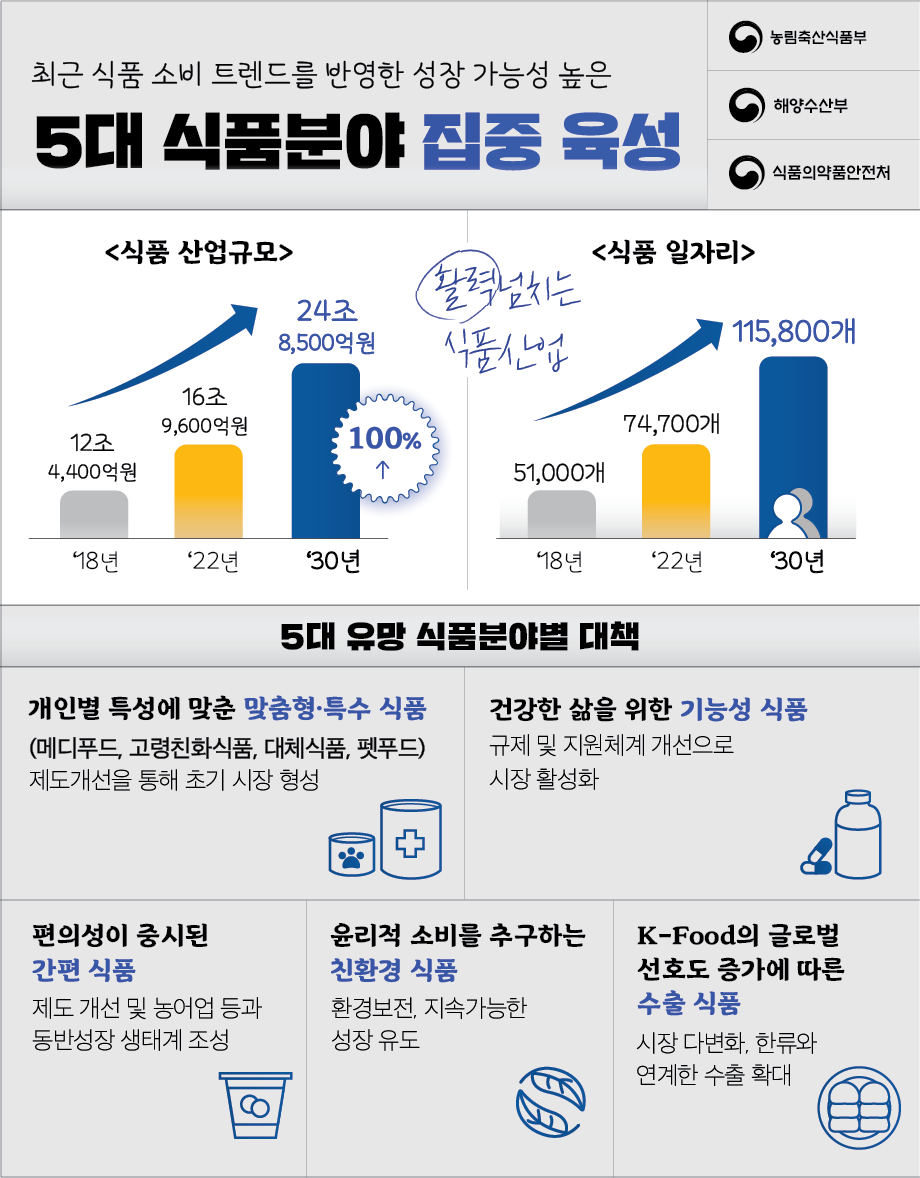 최근 식품 소비 트렌드를 반영한 성장 가능성 높은
5대 식품분야 집중 육성
농림축산식품부
해양수산부
식품의약품안전처
<식품 산업규모>
12조
4,400억원
16조
9,600억원
24조
8,500억원
100%
↑
‘18년
‘22년
‘30년
활력넘치는
식품산업
<식품 일자리>
51,000개
74,700개
115,800개
‘18년
‘22년
‘30년
5대 유망 식품분야별 대책
개인별 특성에 맞춘 맞춤형·특수 식품
(메디푸드, 고령친화식품, 대체식품, 펫푸드)
제도개선을 통해 초기 시장 형성
건강한 삶을 위한 기능성 식품
규제 및 지원체계 개선으로
시장 활성화
편의성이 중시된
간편 식품
제도 개선 및 농어업 등과
동반성장 생태계 조성
윤리적 소비를 추구하는
친환경 식품
환경보전, 지속가능한
성장 유도
K-Food의 글로벌
선호도 증가에 따른
수출 식품
시장 다변화, 한류와
연계한 수출 확대